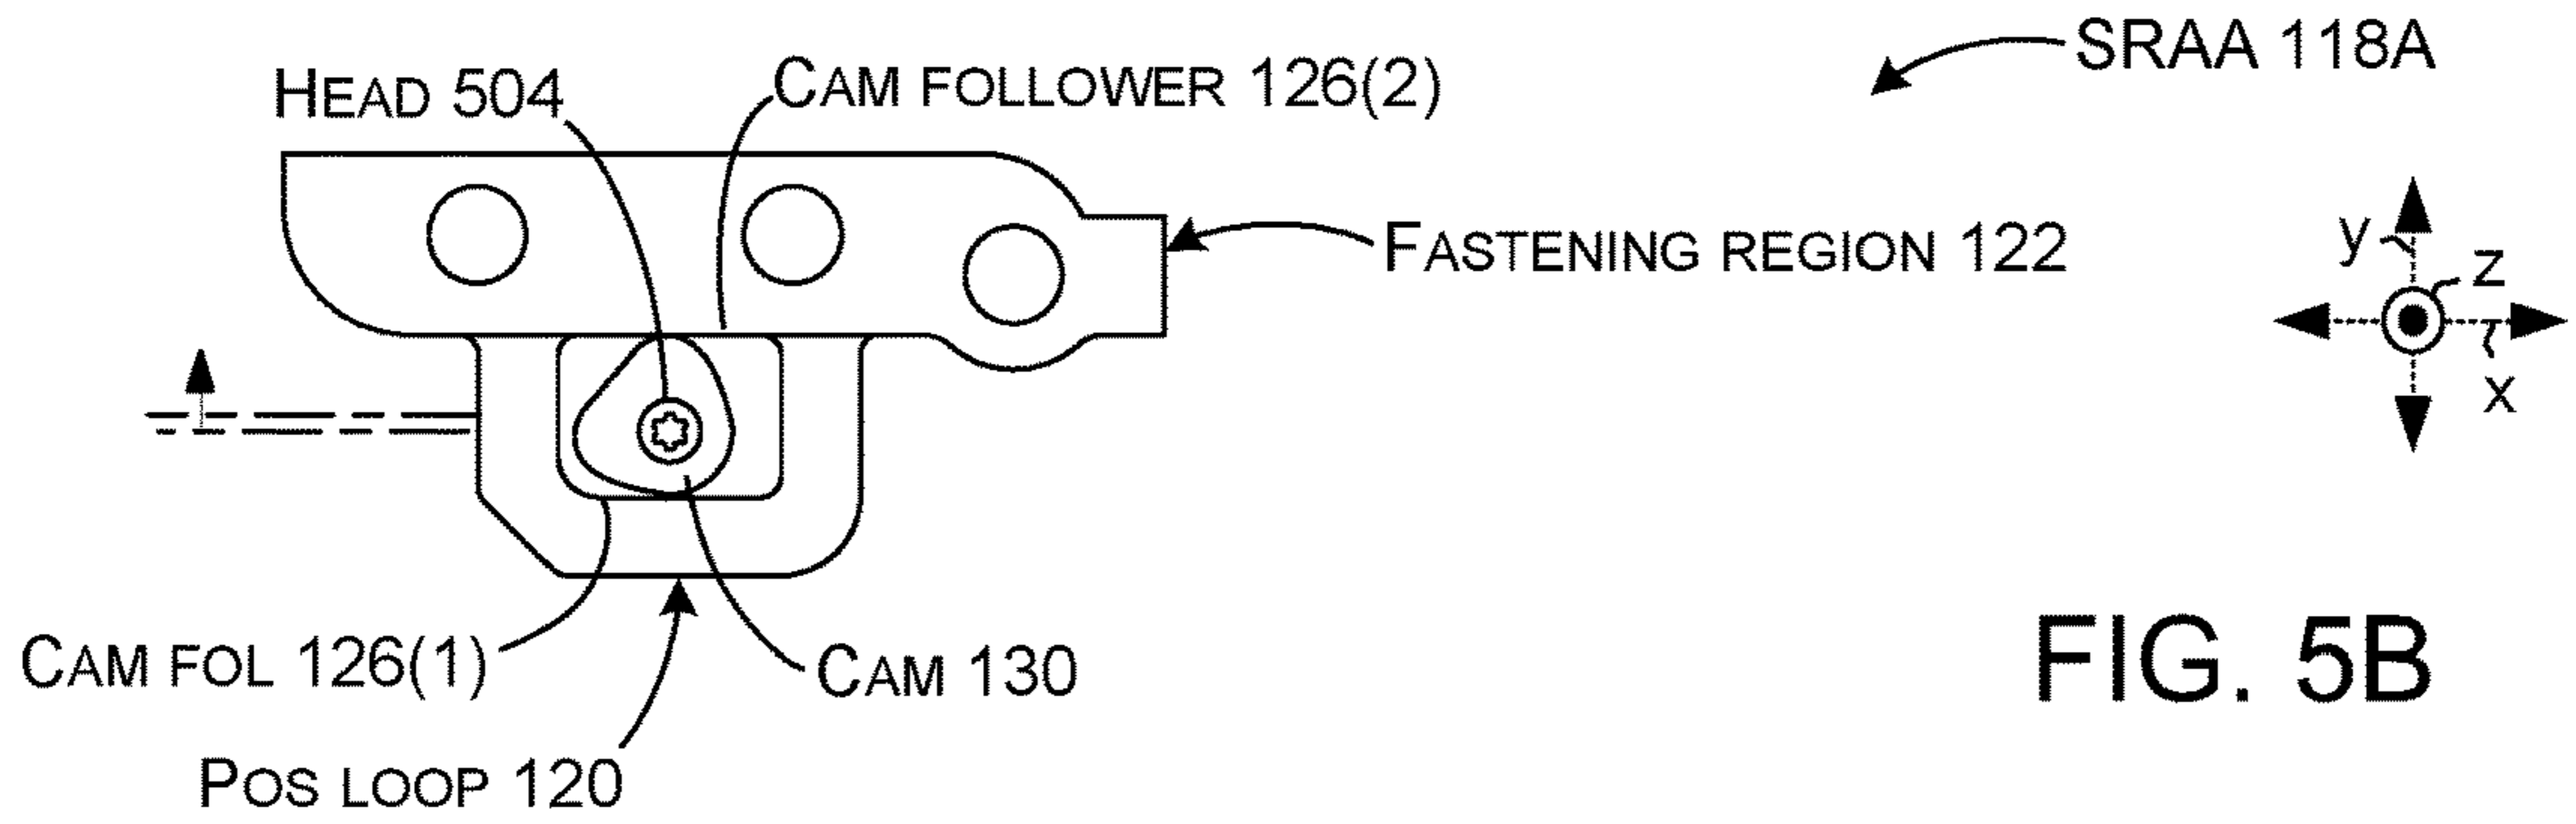 SRAA 118A
HEAD 504
CAM FOLLOWER 126(2)
FASTENING REGION 122
y
z
x
CAM FOL 126(1)
CAM 130
POS LOOP 120
FIG. 5B